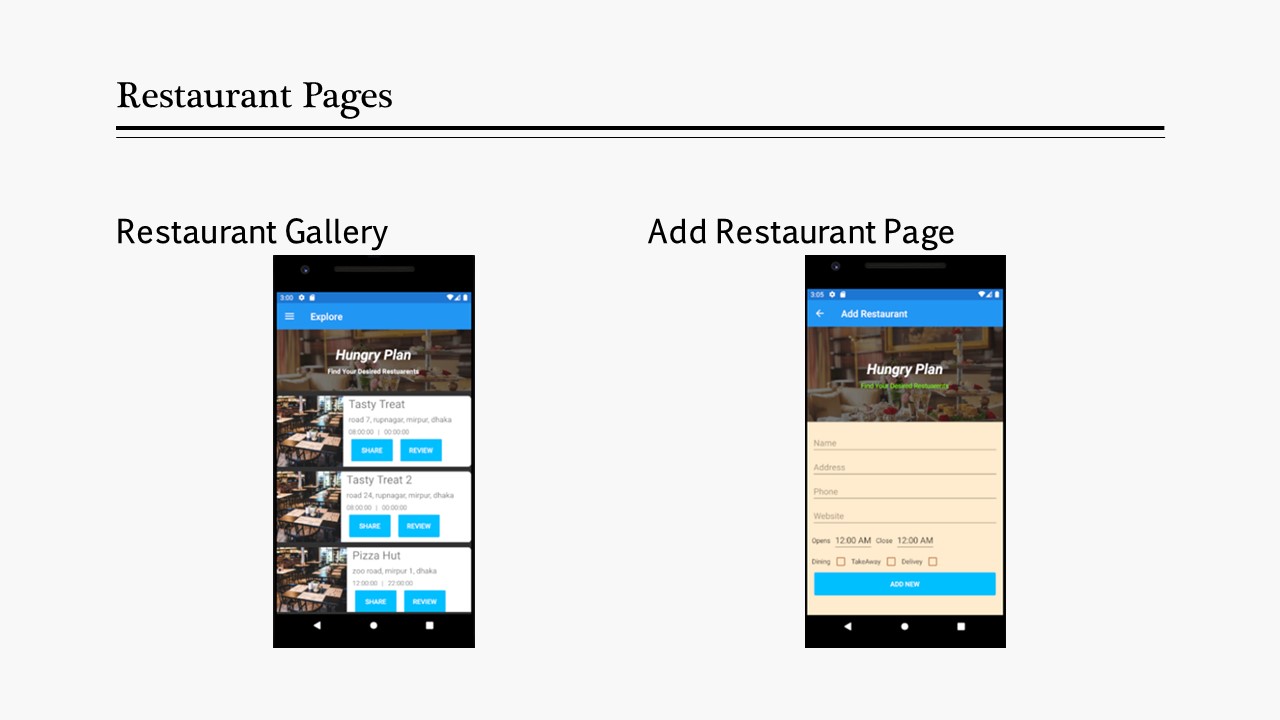 Restaurant Pages
Restaurant Gallery
3:00
Explore
Hungry Plan
Find Your Desired Restuarents
Tasty Treat
road 7, rupnagar, mirpur, dhaka
08:00:00 | 00:00:00
SHARE REVIEW
Tasty Treat 2
road 24, rupnagar, mirpur, dhaka
08:00:00 | 00:00:00
SHARE REVIEW
Pizza Hut
zoo road, mirpur 1, dhaka
12:00:00 | 22:00:00
SHARE REVIEW
Add Restaurant Page
3:05
Add Restaurant
Hungry Plan
Find Your Desired Restuarents
Name
Address
Phone
Website
Opens 12:00 AM Close 12:00 AM
Dining TakeAway Delivey
ADD NEW